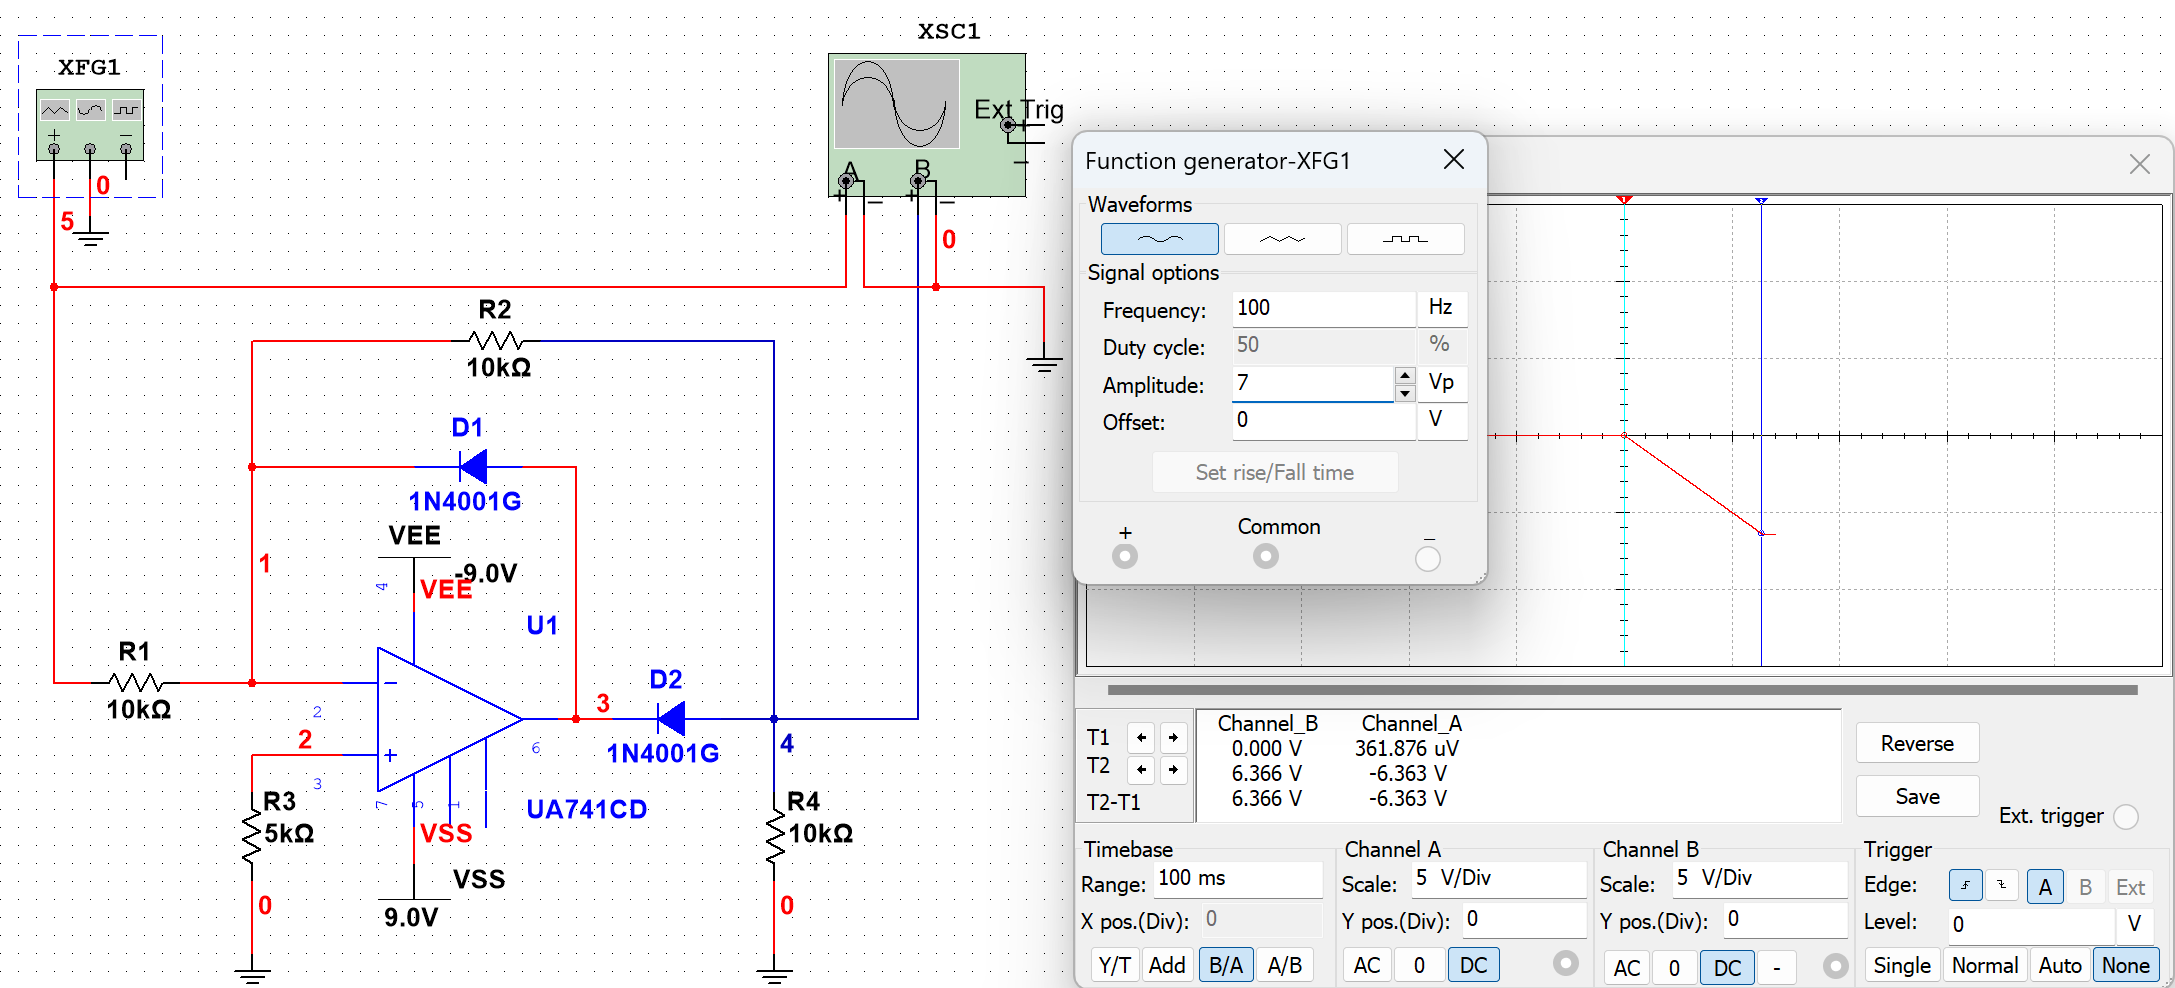 XSC1
XFG1
Ext Trig
+
−
A
B
+
−
+
−
+
−
0
5
0
R2
10kΩ
D1
1N4001G
VEE
-9.0V
4
VEE
1
U1
R1
10kΩ
2
2
3
−
+
6
3
D2
1N4001G
4
7
5
1
UA741CD
R3
5kΩ
VSS
VSS
9.0V
R4
10kΩ
0
0
Function generator-XFG1
Waveforms
Signal options
Frequency: 100 Hz
Duty cycle: 50 %
Amplitude: 7 Vp
Offset: 0 V
Set rise/Fall time
+ Common −
Channel_B Channel_A
T1 0.000 V 361.876 uV
T2 6.366 V -6.363 V
T2-T1 6.366 V -6.363 V
Reverse
Save
Ext. trigger
Timebase
Range: 100 ms
X pos.(Div): 0
Y/T Add B/A A/B
Channel A
Scale: 5 V/Div
Y pos.(Div): 0
AC 0 DC
Channel B
Scale: 5 V/Div
Y pos.(Div): 0
AC 0 DC -
Trigger
Edge: A B Ext
Level: 0 V
Single Normal Auto None